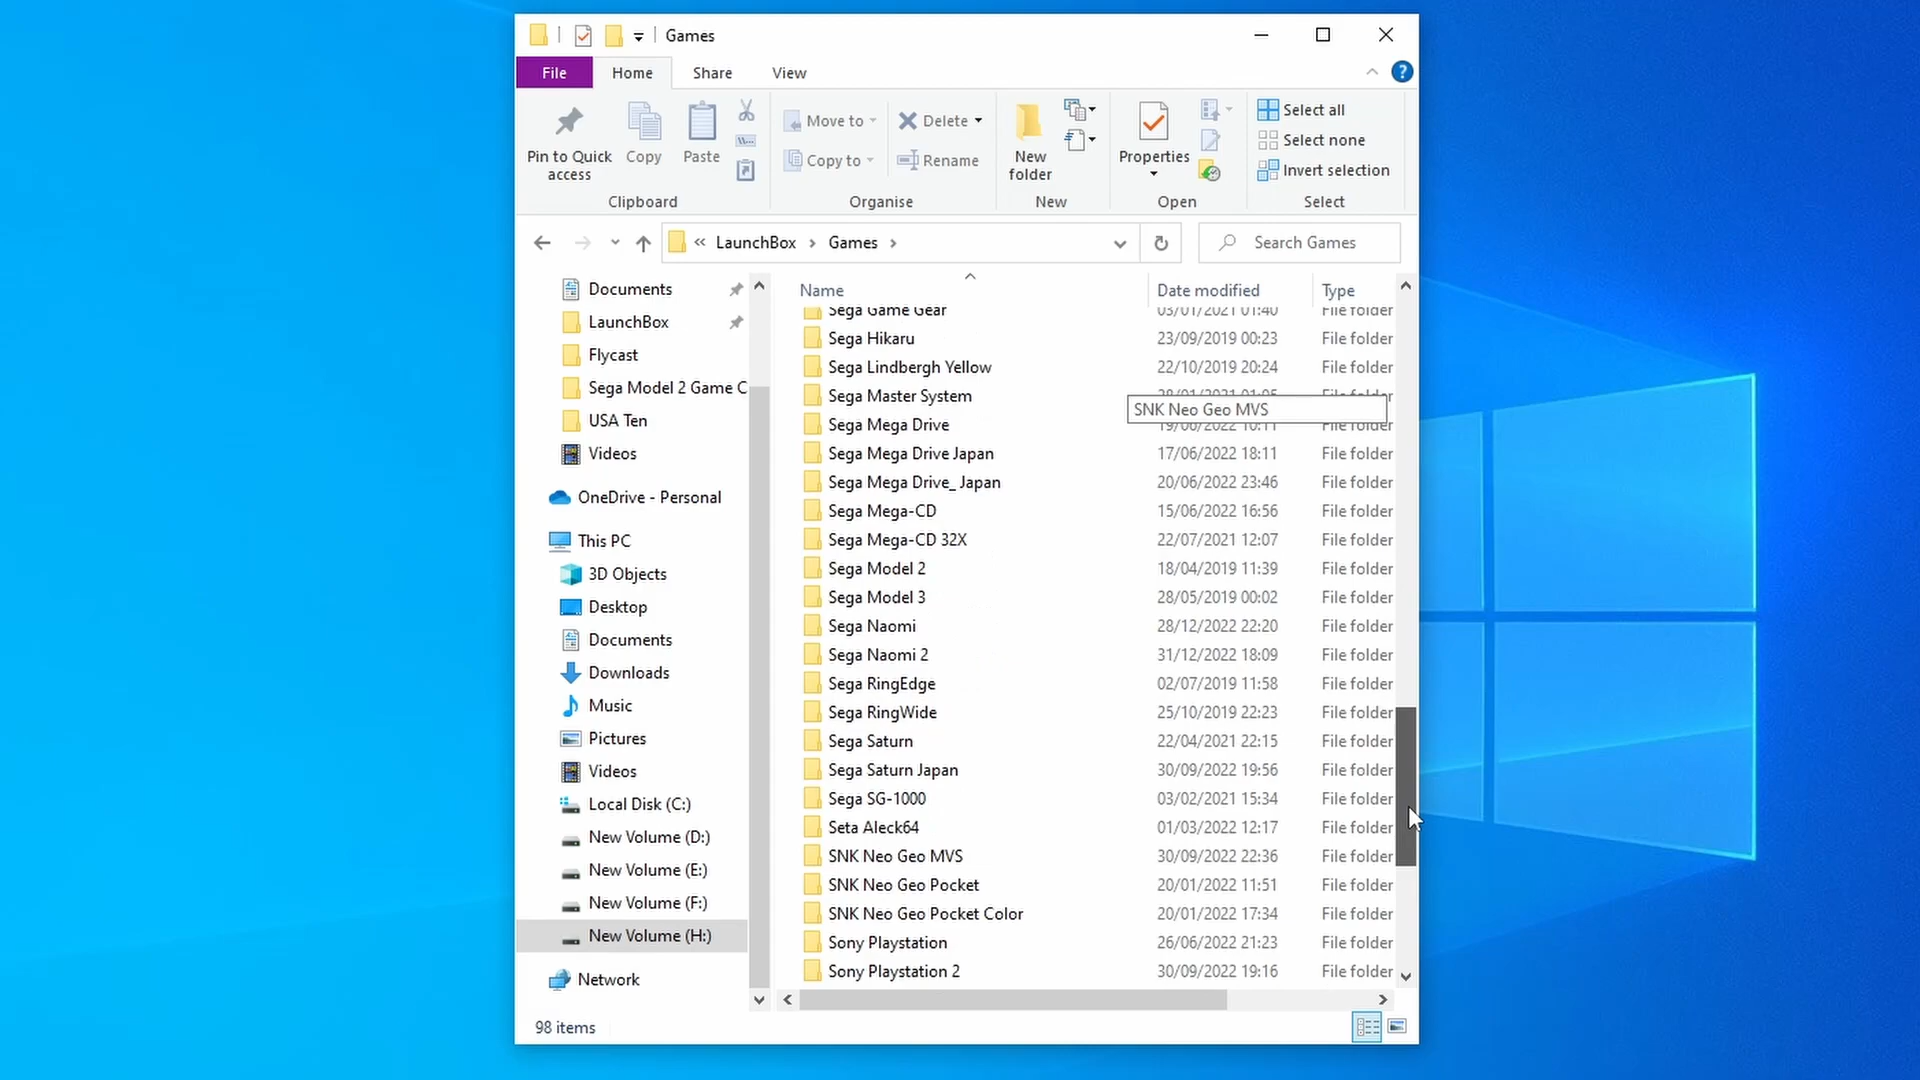 Games
File Home Share View
Pin to Quick access
Copy
Paste
Clipboard
Move to
Copy to
Delete
Rename
Organise
New folder
New
Properties
Open
Select all
Select none
Invert selection
Select
« LaunchBox › Games ›
Search Games
Documents
LaunchBox
Flycast
Sega Model 2 Game C
USA Ten
Videos
OneDrive - Personal
This PC
3D Objects
Desktop
Documents
Downloads
Music
Pictures
Videos
Local Disk (C:)
New Volume (D:)
New Volume (E:)
New Volume (F:)
New Volume (H:)
Network
Name Date modified Type
Sega Game Gear 03/01/2021 01:40 File folder
Sega Hikaru 23/09/2019 00:23 File folder
Sega Lindbergh Yellow 22/10/2019 20:24 File folder
Sega Master System 28/01/2021 01:05 File folder
SNK Neo Geo MVS
Sega Mega Drive 19/06/2022 10:11 File folder
Sega Mega Drive Japan 17/06/2022 18:11 File folder
Sega Mega Drive_ Japan 20/06/2022 23:46 File folder
Sega Mega-CD 15/06/2022 16:56 File folder
Sega Mega-CD 32X 22/07/2021 12:07 File folder
Sega Model 2 18/04/2019 11:39 File folder
Sega Model 3 28/05/2019 00:02 File folder
Sega Naomi 28/12/2022 22:20 File folder
Sega Naomi 2 31/12/2022 18:09 File folder
Sega RingEdge 02/07/2019 11:58 File folder
Sega RingWide 25/10/2019 22:23 File folder
Sega Saturn 22/04/2021 22:15 File folder
Sega Saturn Japan 30/09/2022 19:56 File folder
Sega SG-1000 03/02/2021 15:34 File folder
Seta Aleck64 01/03/2022 12:17 File folder
SNK Neo Geo MVS 30/09/2022 22:36 File folder
SNK Neo Geo Pocket 20/01/2022 11:51 File folder
SNK Neo Geo Pocket Color 20/01/2022 17:34 File folder
Sony Playstation 26/06/2022 21:23 File folder
Sony Playstation 2 30/09/2022 19:16 File folder
98 items